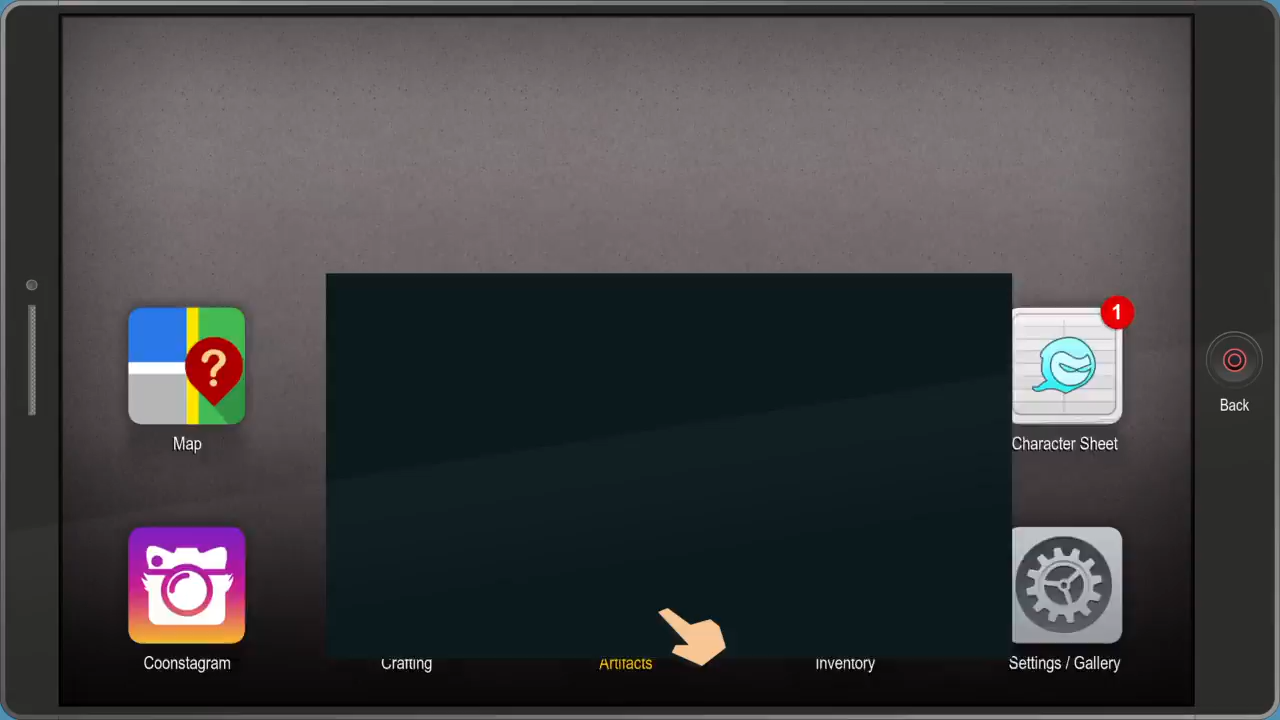 1
?
Map
Character Sheet
Back
Coonstagram
Crafting
Artifacts
Inventory
Settings / Gallery